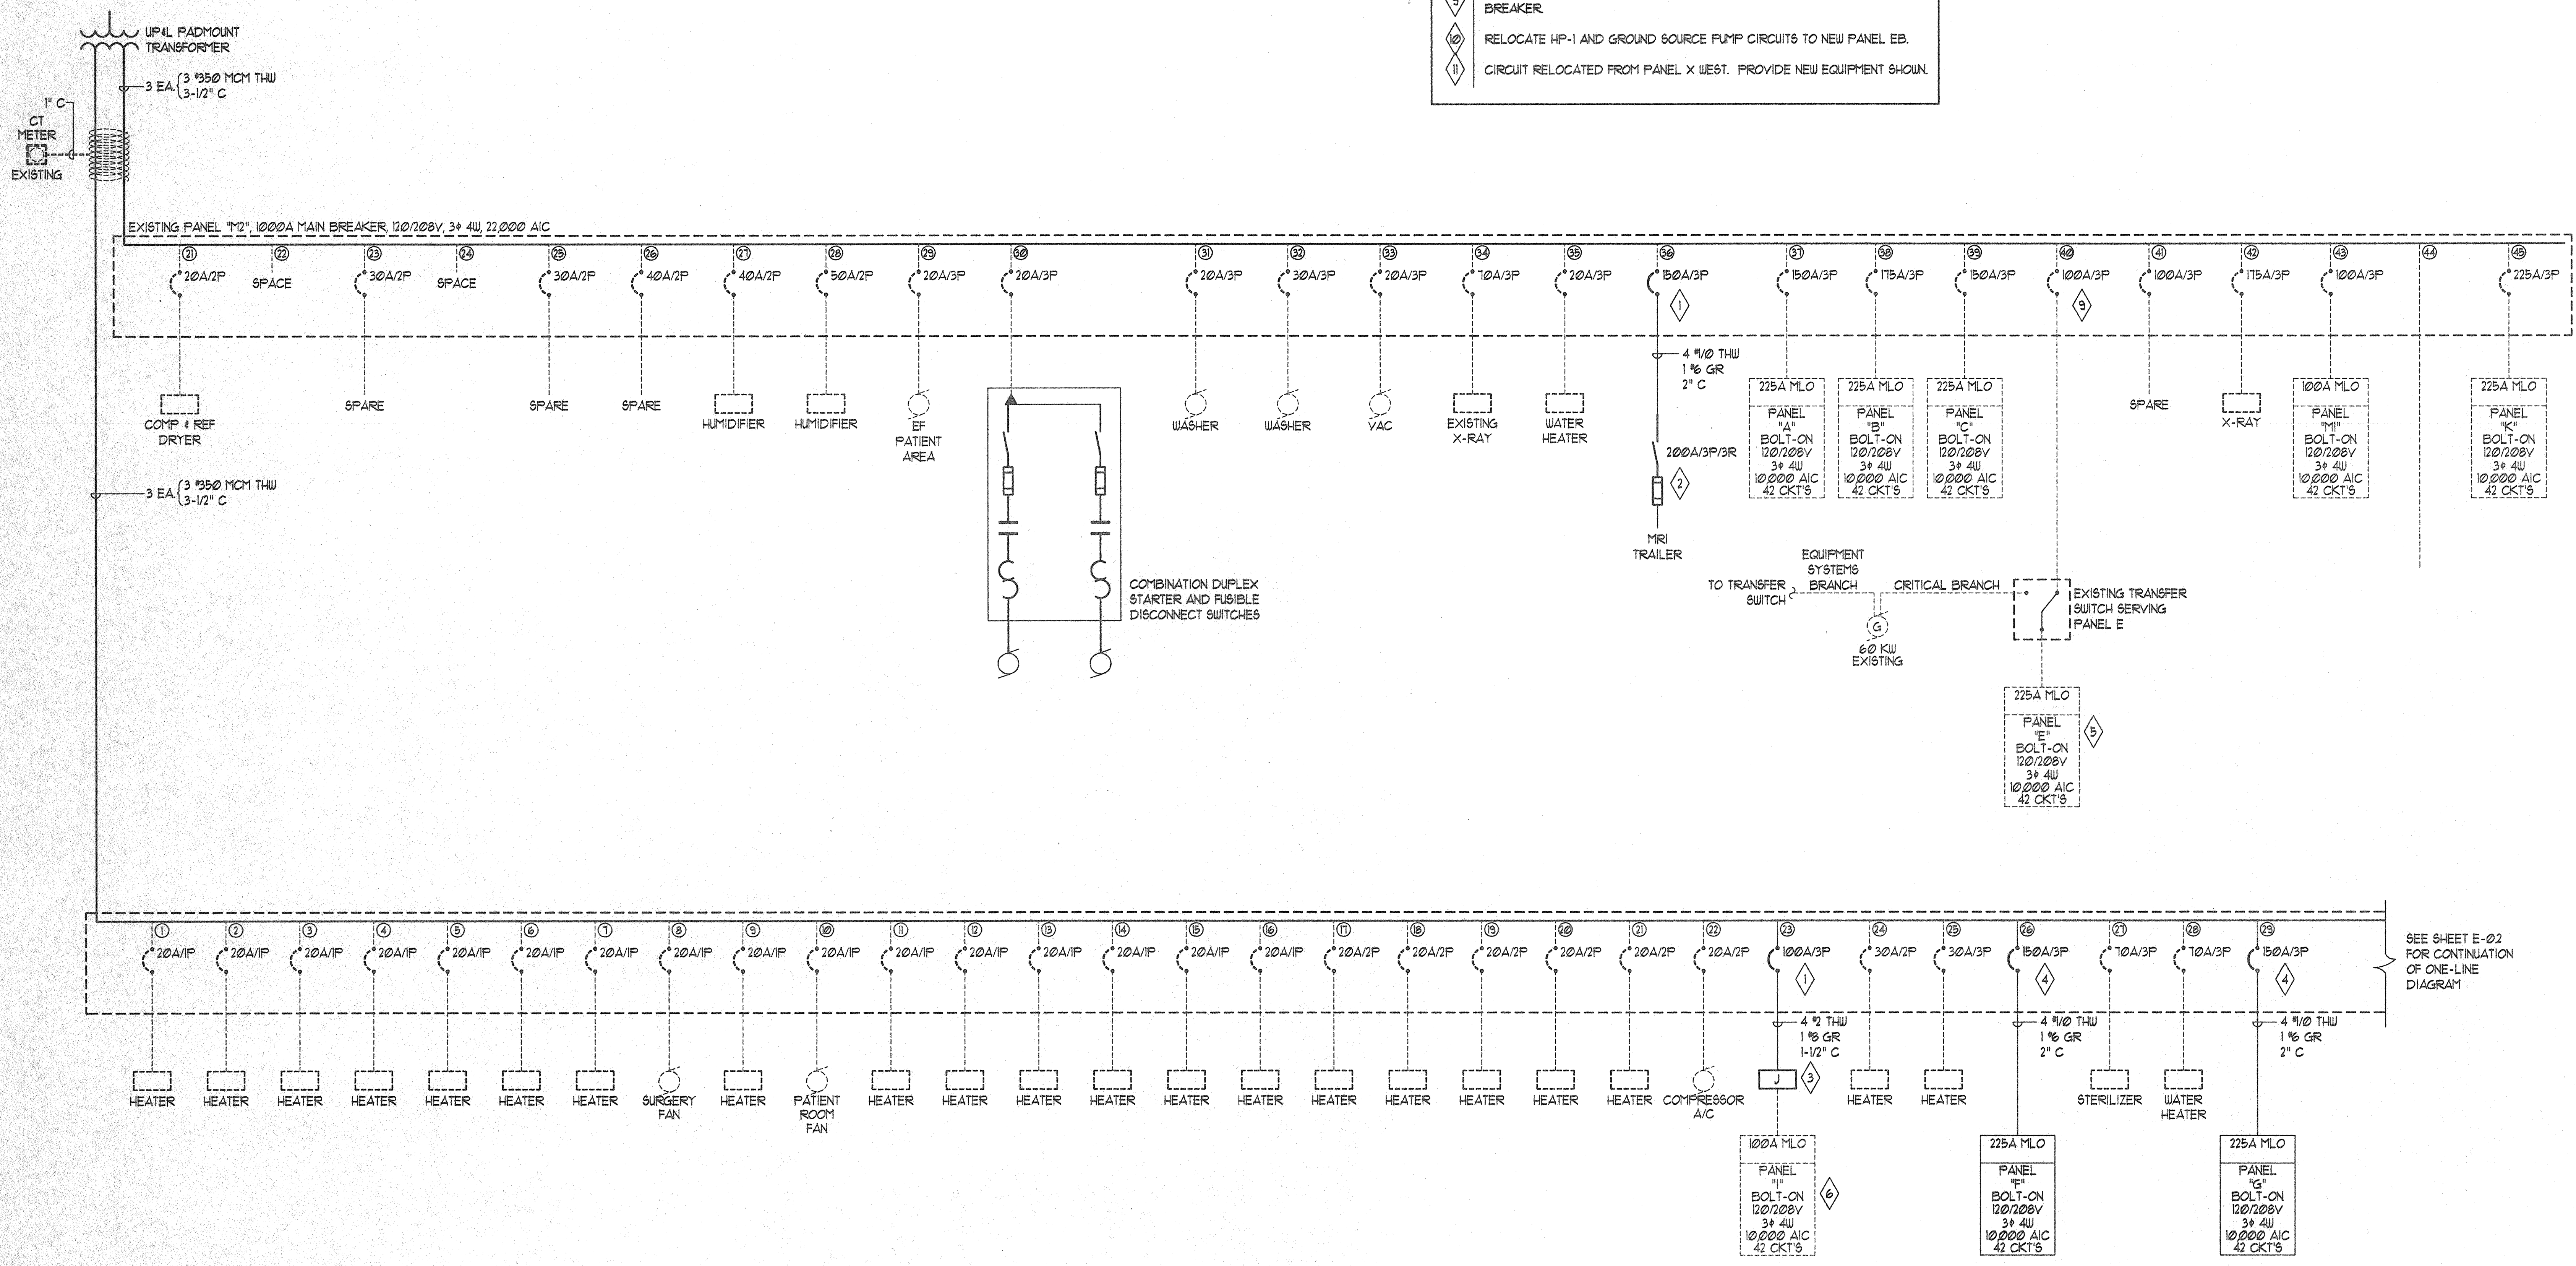 9
BREAKER.
10 RELOCATE HP-1 AND GROUND SOURCE PUMP CIRCUITS TO NEW PANEL EB.
11 CIRCUIT RELOCATED FROM PANEL X WEST. PROVIDE NEW EQUIPMENT SHOWN.
UP&L PADMOUNT
TRANSFORMER
3 EA. {3 #350 MCM THW
3-1/2" C
1" C
CT
METER
EXISTING
EXISTING PANEL "M2", 1000A MAIN BREAKER, 120/208V, 3φ 4W, 22,000 AIC
21 22 23 24 25 26 27 28 29 30 31 32 33 34 35 36 37 38 39 40 41 42 43 44 45
20A/2P SPACE 30A/2P SPACE 30A/2P 40A/2P 40A/2P 50A/2P 20A/3P 20A/3P 20A/3P 30A/3P 20A/3P 70A/3P 20A/3P 150A/3P 150A/3P 175A/3P 150A/3P 100A/3P 100A/3P 175A/3P 100A/3P 225A/3P
1
9
4 #1/0 THW
1 #6 GR
2" C
COMP & REF
DRYER
SPARE
SPARE
SPARE
HUMIDIFIER
HUMIDIFIER
EF
PATIENT
AREA
WASHER
WASHER
VAC
EXISTING
X-RAY
WATER
HEATER
200A/3P/3R
2
MRI
TRAILER
225A MLO
PANEL
"A"
BOLT-ON
120/208V
3φ 4W
10,000 AIC
42 CKT'S
225A MLO
PANEL
"B"
BOLT-ON
120/208V
3φ 4W
10,000 AIC
42 CKT'S
225A MLO
PANEL
"C"
BOLT-ON
120/208V
3φ 4W
10,000 AIC
42 CKT'S
SPARE
X-RAY
100A MLO
PANEL
"M1"
BOLT-ON
120/208V
3φ 4W
10,000 AIC
42 CKT'S
225A MLO
PANEL
"K"
BOLT-ON
120/208V
3φ 4W
10,000 AIC
42 CKT'S
3 EA. {3 #350 MCM THW
3-1/2" C
COMBINATION DUPLEX
STARTER AND FUSIBLE
DISCONNECT SWITCHES
TO TRANSFER
SWITCH
EQUIPMENT
SYSTEMS
BRANCH
CRITICAL BRANCH
G
60 KW
EXISTING
EXISTING TRANSFER
SWITCH SERVING
PANEL E
225A MLO
PANEL
"E"
BOLT-ON
120/208V
3φ 4W
10,000 AIC
42 CKT'S
5
1 2 3 4 5 6 7 8 9 10 11 12 13 14 15 16 17 18 19 20 21 22 23 24 25 26 27 28 29
20A/1P 20A/1P 20A/1P 20A/1P 20A/1P 20A/1P 20A/1P 20A/1P 20A/1P 20A/1P 20A/1P 20A/1P 20A/1P 20A/1P 20A/1P 20A/1P 20A/2P 20A/2P 20A/2P 20A/2P 20A/2P 20A/2P 100A/3P 30A/2P 30A/3P 150A/3P 70A/3P 70A/3P 150A/3P
1
4
4
SEE SHEET E-0.2
FOR CONTINUATION
OF ONE-LINE
DIAGRAM
4 #2 THW
1 #8 GR
1-1/2" C
4 #1/0 THW
1 #6 GR
2" C
4 #1/0 THW
1 #6 GR
2" C
HEATER
HEATER
HEATER
HEATER
HEATER
HEATER
HEATER
SURGERY
FAN
HEATER
PATIENT
ROOM
FAN
HEATER
HEATER
HEATER
HEATER
HEATER
HEATER
HEATER
HEATER
HEATER
HEATER
HEATER
COMPRESSOR
A/C
J
3
HEATER
HEATER
STERILIZER
WATER
HEATER
100A MLO
PANEL
"I"
BOLT-ON
120/208V
3φ 4W
10,000 AIC
42 CKT'S
6
225A MLO
PANEL
"F"
BOLT-ON
120/208V
3φ 4W
10,000 AIC
42 CKT'S
225A MLO
PANEL
"G"
BOLT-ON
120/208V
3φ 4W
10,000 AIC
42 CKT'S